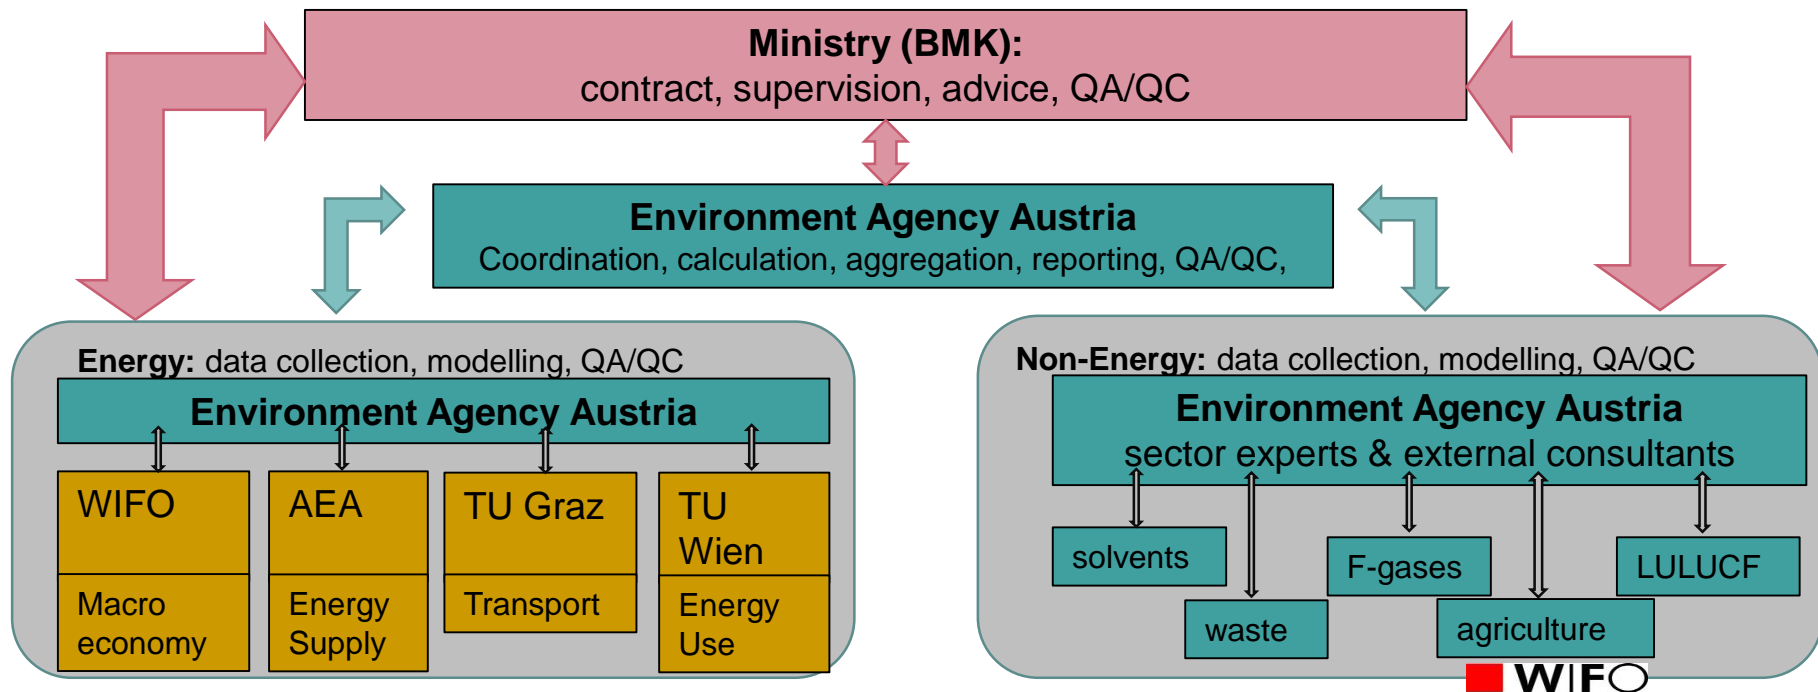 Ministry (BMK):
contract, supervision, advice, QA/QC
Environment Agency Austria
Coordination, calculation, aggregation, reporting, QA/QC,
Energy: data collection, modelling, QA/QC
Environment Agency Austria
WIFO
Macro
economy
AEA
Energy
Supply
TU Graz
Transport
TU
Wien
Energy
Use
Non-Energy: data collection, modelling, QA/QC
Environment Agency Austria
sector experts & external consultants
solvents
waste
F-gases
agriculture
LULUCF
WIFO